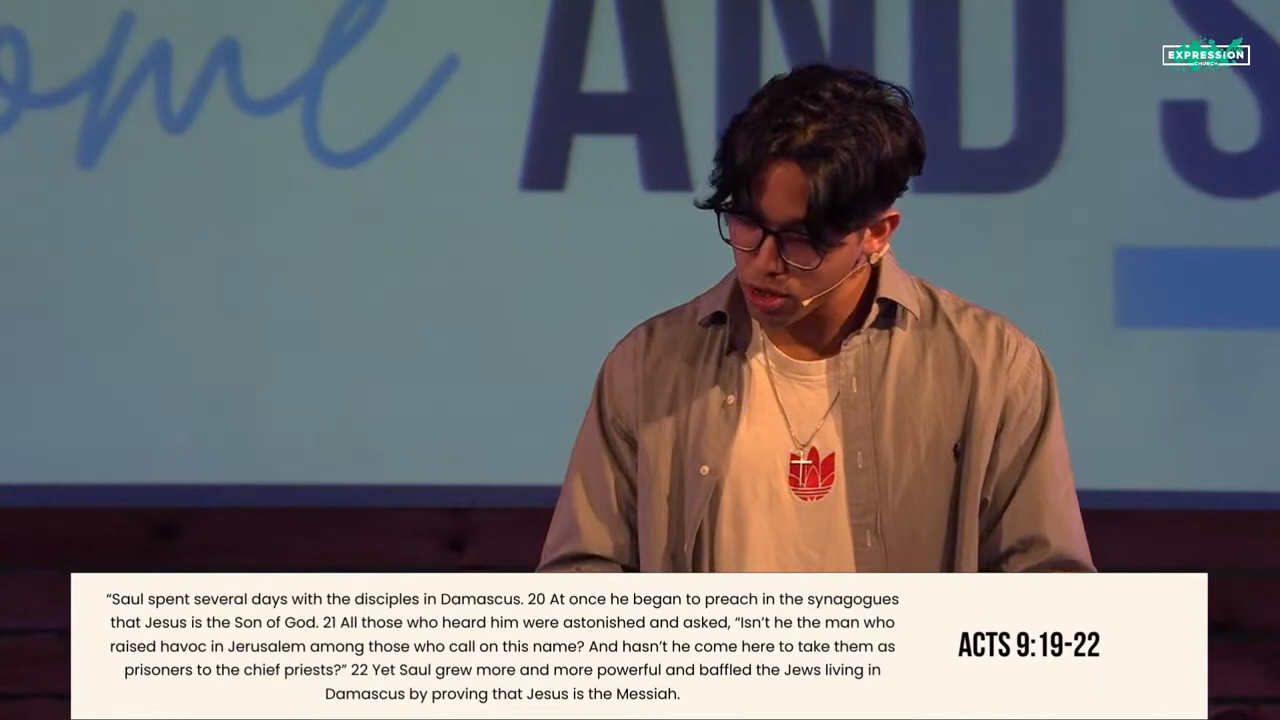 ome AND S
EXPRESSION
CHURCH
“Saul spent several days with the disciples in Damascus. 20 At once he began to preach in the synagogues
that Jesus is the Son of God. 21 All those who heard him were astonished and asked, “Isn’t he the man who
raised havoc in Jerusalem among those who call on this name? And hasn’t he come here to take them as
prisoners to the chief priests?” 22 Yet Saul grew more and more powerful and baffled the Jews living in
Damascus by proving that Jesus is the Messiah.
ACTS 9:19-22